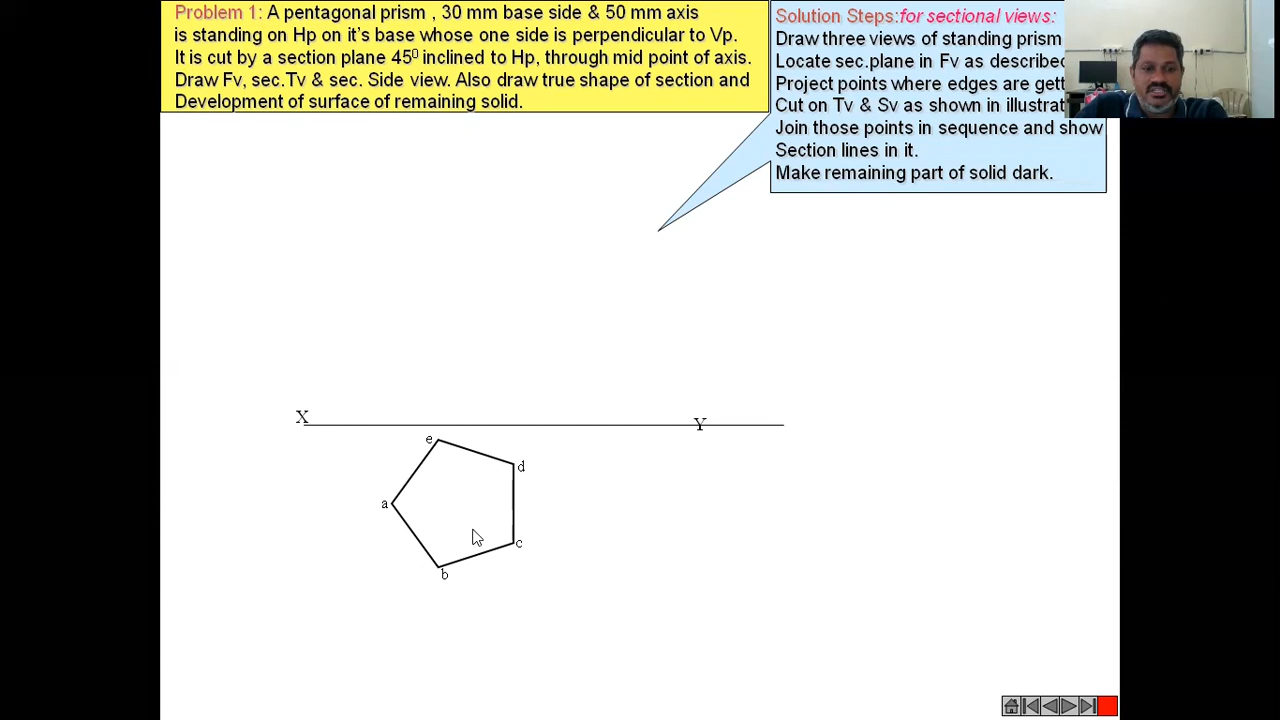 Problem 1: A pentagonal prism , 30 mm base side & 50 mm axis
is standing on Hp on it's base whose one side is perpendicular to Vp.
It is cut by a section plane 45⁰ inclined to Hp, through mid point of axis.
Draw Fv, sec.Tv & sec. Side view. Also draw true shape of section and
Development of surface of remaining solid.
Solution Steps:for sectional views:
Draw three views of standing prism
Locate sec.plane in Fv as described
Project points where edges are gett
Cut on Tv & Sv as shown in illustrat
Join those points in sequence and show
Section lines in it.
Make remaining part of solid dark.
X
Y
e
d
a
c
b